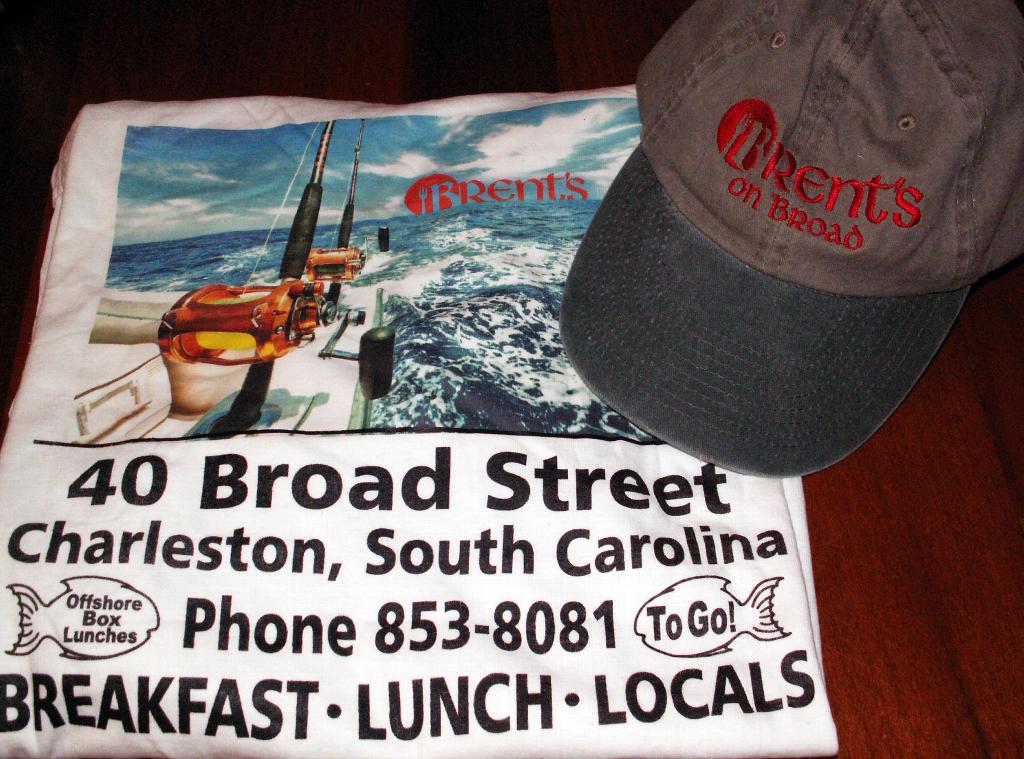 Brent's
Brent's
on Broad
40 Broad Street
Charleston, South Carolina
Offshore
Box
Lunches
Phone 853-8081
To Go!
BREAKFAST · LUNCH · LOCALS